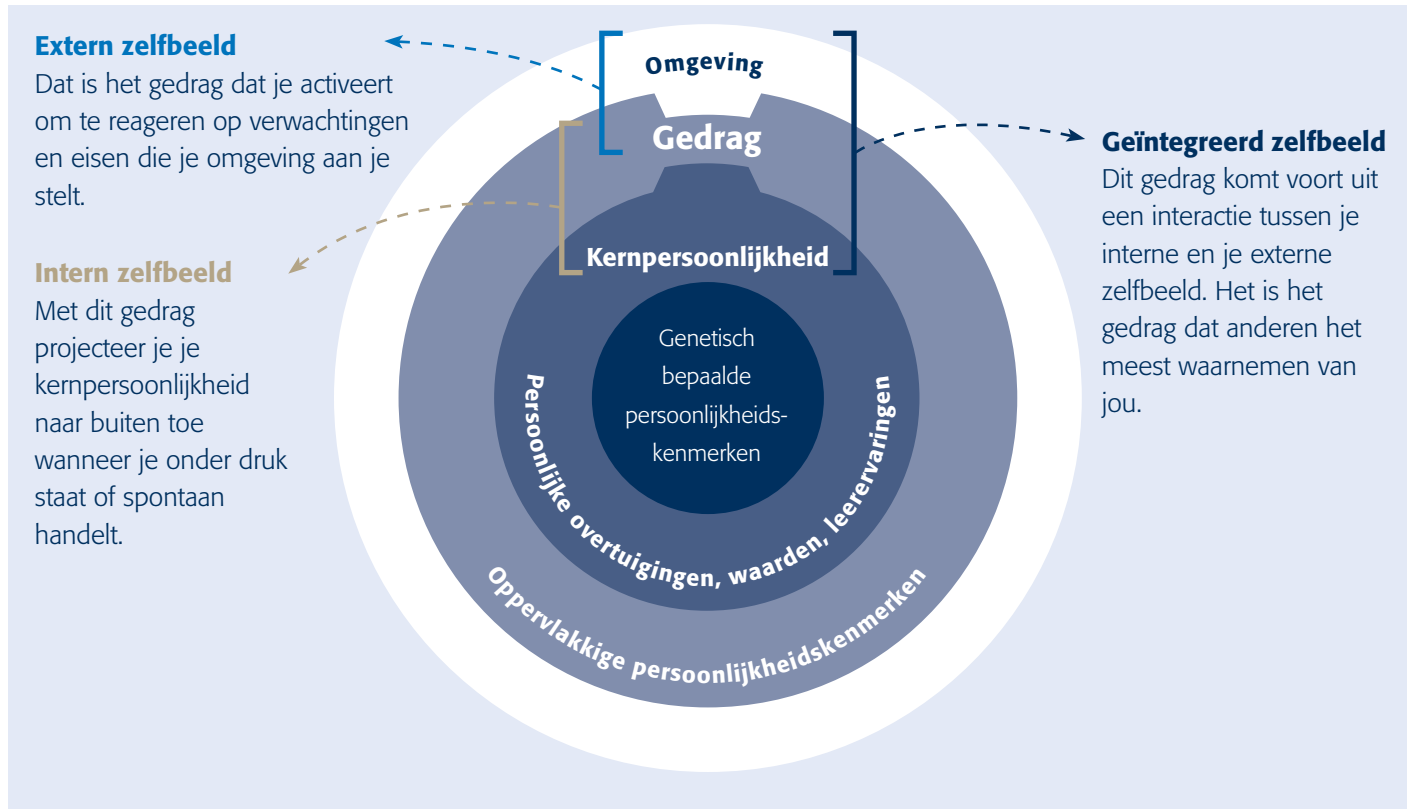 Extern zelfbeeld
Dat is het gedrag dat je activeert
om te reageren op verwachtingen
en eisen die je omgeving aan je
stelt.
Intern zelfbeeld
Met dit gedrag
projecteer je je
kernpersoonlijkheid
naar buiten toe
wanneer je onder druk
staat of spontaan
handelt.
Omgeving
Gedrag
Kernpersoonlijkheid
Genetisch
bepaalde
persoonlijkheids-
kenmerken
Persoonlijke overtuigingen, waarden, leerervaringen
Oppervlakkige persoonlijkheidskenmerken
Geïntegreerd zelfbeeld
Dit gedrag komt voort uit
een interactie tussen je
interne en je externe
zelfbeeld. Het is het
gedrag dat anderen het
meest waarnemen van
jou.